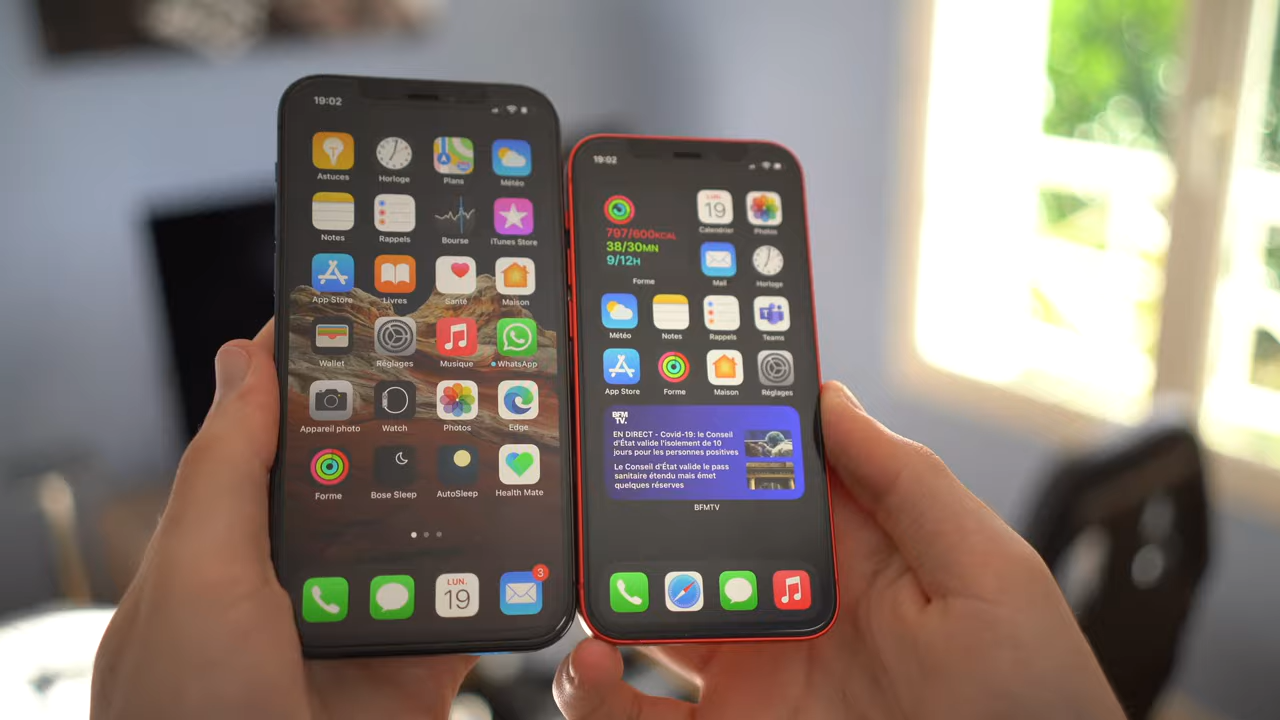 19:02
Astuces
Horloge
Plans
Météo
Notes
Rappels
Bourse
iTunes Store
App Store
Livres
Santé
Maison
Wallet
Réglages
Musique
WhatsApp
Appareil photo
Watch
Photos
Edge
Forme
Bose Sleep
AutoSleep
Health Mate
LUN.
19
3
19:02
797/600KCAL
38/30MN
9/12H
Forme
LUN.
19
Calendrier
Photos
Mail
Horloge
Météo
Notes
Rappels
Teams
App Store
Forme
Maison
Réglages
BFM
TV.
EN DIRECT - Covid-19: le Conseil
d'État valide l'isolement de 10
jours pour les personnes positives
Le Conseil d'État valide le pass
sanitaire étendu mais émet
quelques réserves
BFMTV